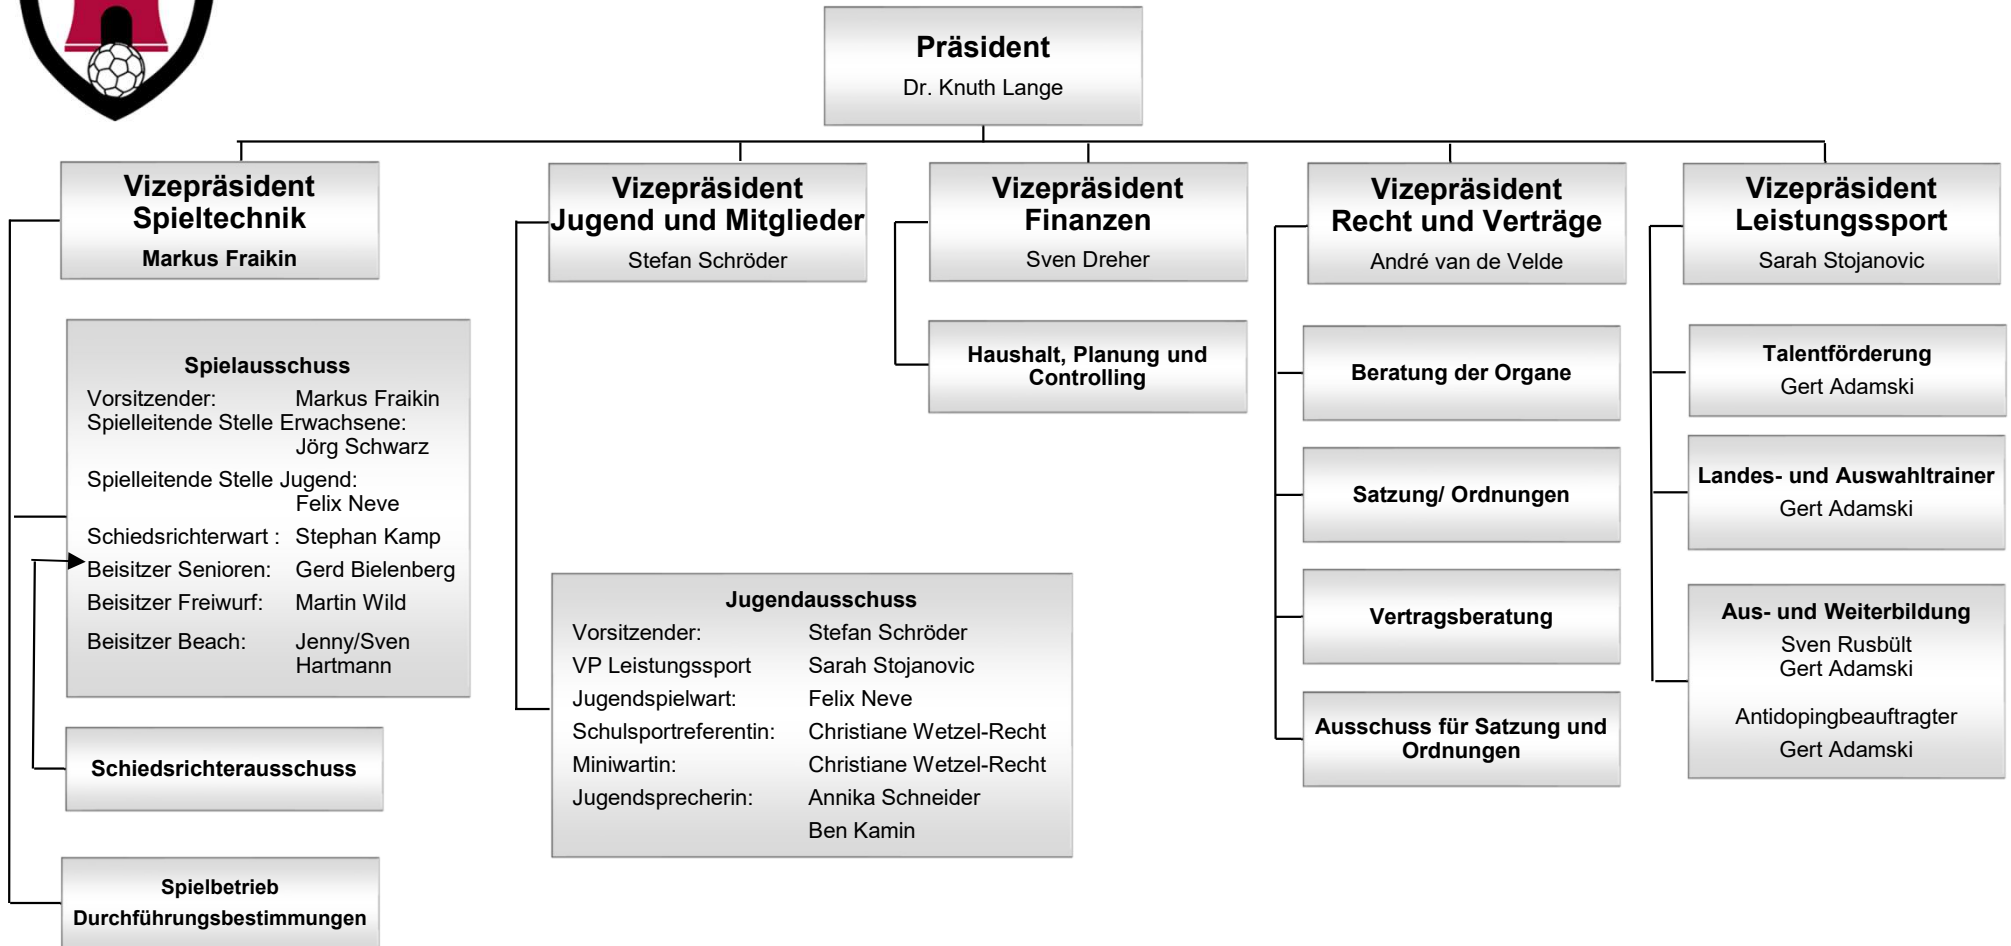 Präsident
Dr. Knuth Lange
Vizepräsident
Spieltechnik
Markus Fraikin
Spielausschuss
Vorsitzender: Markus Fraikin
Spielleitende Stelle Erwachsene:
Jörg Schwarz
Spielleitende Stelle Jugend:
Felix Neve
Schiedsrichterwart : Stephan Kamp
Beisitzer Senioren: Gerd Bielenberg
Beisitzer Freiwurf: Martin Wild
Beisitzer Beach: Jenny/Sven
Hartmann
Schiedsrichterausschuss
Spielbetrieb
Durchführungsbestimmungen
Vizepräsident
Jugend und Mitglieder
Stefan Schröder
Jugendausschuss
Vorsitzender: Stefan Schröder
VP Leistungssport Sarah Stojanovic
Jugendspielwart: Felix Neve
Schulsportreferentin: Christiane Wetzel-Recht
Miniwartin: Christiane Wetzel-Recht
Jugendsprecherin: Annika Schneider
Ben Kamin
Vizepräsident
Finanzen
Sven Dreher
Haushalt, Planung und
Controlling
Vizepräsident
Recht und Verträge
André van de Velde
Beratung der Organe
Satzung/ Ordnungen
Vertragsberatung
Ausschuss für Satzung und
Ordnungen
Vizepräsident
Leistungssport
Sarah Stojanovic
Talentförderung
Gert Adamski
Landes- und Auswahltrainer
Gert Adamski
Aus- und Weiterbildung
Sven Rusbült
Gert Adamski
Antidopingbeauftragter
Gert Adamski